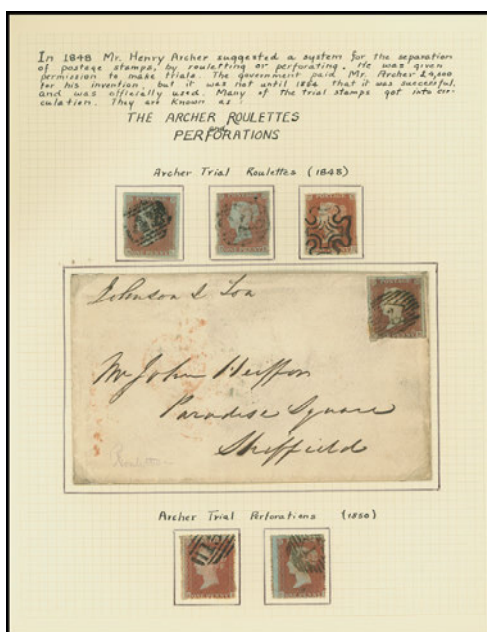 In 1848 Mr. Henry Archer suggested a system for the separation
of postage stamps, by rouletting or perforating. He was given
permission to make trials. The government paid Mr. Archer £4,000
for his invention, but it was not until 1854 that it was successful,
and was officially used. Many of the trial stamps got into cir-
culation. They are known as:
THE ARCHER ROULETTES
and
PERFORATIONS
Archer Trial Roulettes (1848)
POSTAGE
Johnson & Son
Mr John
Paradise Square
Sheffield
Roulette
Archer Trial Perforations (1850)